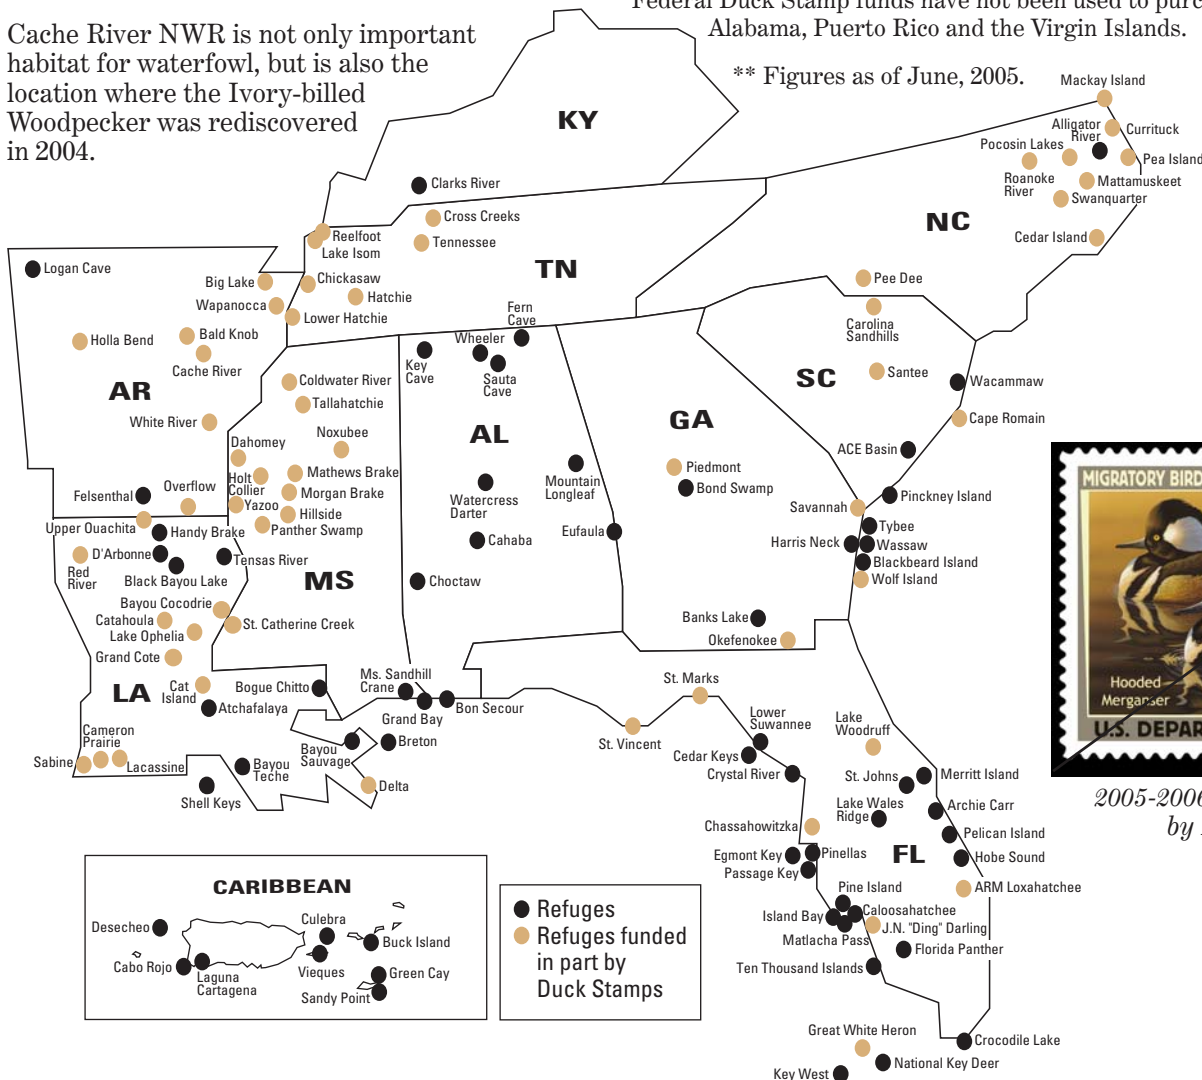 Federal Duck Stamp funds have not been used to
Alabama, Puerto Rico and the Virgin Islands.
Cache River NWR is not only important
habitat for waterfowl, but is also the
location where the Ivory-billed
Woodpecker was rediscovered
in 2004.
** Figures as of June, 2005.
KY
Clarks River
Mackay Island
Alligator
River
Currituck
Pocosin Lakes
Pea Island
Roanoke
River
Mattamuskeet
Swanquarter
NC
Cedar Island
Pee Dee
Cross Creeks
Reelfoot
Lake Isom
Tennessee
TN
Chickasaw
Hatchie
Lower Hatchie
Logan Cave
Big Lake
Wapanocca
Holla Bend
Bald Knob
Cache River
AR
White River
Felsenthal
Overflow
Coldwater River
Tallahatchie
Noxubee
Dahomey
Holt
Collier
Mathews Brake
Morgan Brake
Yazoo
Hillside
Panther Swamp
MS
St. Catherine Creek
Ms. Sandhill
Crane
Grand Bay
Fern
Cave
Wheeler
Key
Cave
Sauta
Cave
AL
Mountain
Longleaf
Watercress
Darter
Cahaba
Eufaula
Choctaw
Bon Secour
GA
Piedmont
Bond Swamp
Savannah
Tybee
Harris Neck
Wassaw
Blackbeard Island
Wolf Island
Banks Lake
Okefenokee
Carolina
Sandhills
SC
Santee
Wacammaw
Cape Romain
ACE Basin
Pinckney Island
Upper Ouachita
Handy Brake
D'Arbonne
Red
River
Black Bayou Lake
Tensas River
Bayou Cocodrie
Catahoula
Lake Ophelia
Grand Cote
LA
Cat
Island
Atchafalaya
Bogue Chitto
Cameron
Prairie
Sabine
Lacassine
Bayou
Teche
Shell Keys
Bayou
Sauvage
Breton
Delta
St. Marks
St. Vincent
Lower
Suwannee
Cedar Keys
Crystal River
Lake
Woodruff
St. Johns
Merritt Island
Lake Wales
Ridge
Archie Carr
Chassahowitzka
Pelican Island
FL
Hobe Sound
Egmont Key
Pinellas
Passage Key
ARM Loxahatchee
Pine Island
Island Bay
Caloosahatchee
J.N. "Ding" Darling
Matlacha Pass
Florida Panther
Ten Thousand Islands
Great White Heron
Crocodile Lake
National Key Deer
Key West
MIGRATORY BIRD
Hooded
Merganser
U.S. DEPAR
2005-2006
by
CARIBBEAN
Desecheo
Culebra
Buck Island
Cabo Rojo
Laguna
Cartagena
Vieques
Green Cay
Sandy Point
Refuges
Refuges funded
in part by
Duck Stamps